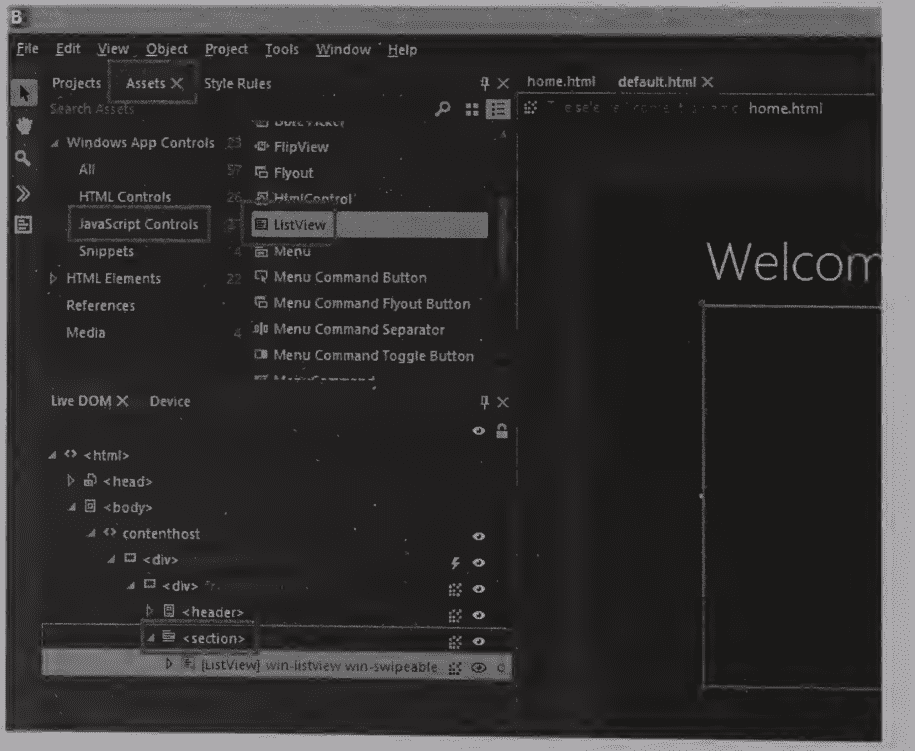 B
File Edit View Object Project Tools Window Help
Projects Assets Style Rules
home.html default.html
Search Assets
home.html
Windows App Controls 23
FlipView
All 57
Flyout
HTML Controls 26
HtmlControl
JavaScript Controls
ListView
Snippets 4
Menu
HTML Elements 22
Menu Command Button
References
Menu Command Flyout Button
Media 4
Menu Command Separator
Menu Command Toggle Button
Welcom
Live DOM Device
<html>
<head>
<body>
contenthost
<div>
<div>
<header>
<section>
[ListView] win-listview win-swipeable